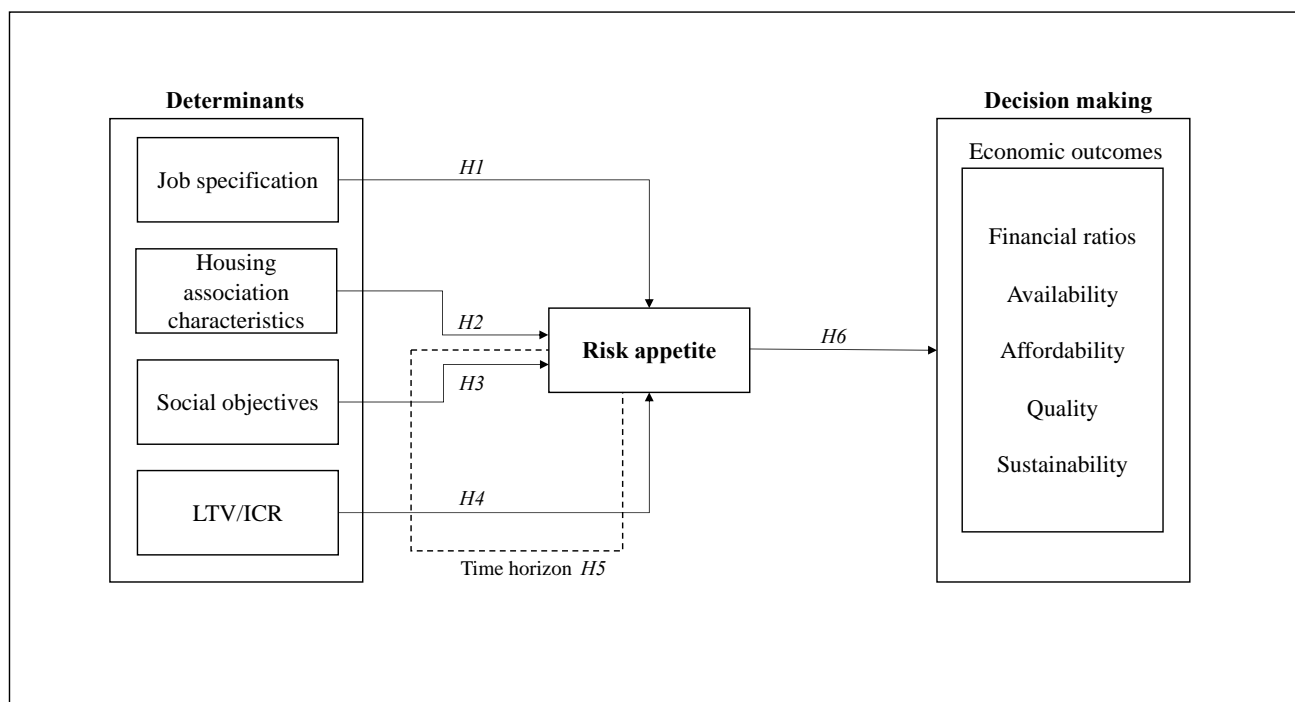 Determinants
Job specification
Housing
association
characteristics
Social objectives
LTV/ICR
H1
H2
H3
H4
Time horizon H5
Risk appetite
H6
Decision making
Economic outcomes
Financial ratios
Availability
Affordability
Quality
Sustainability